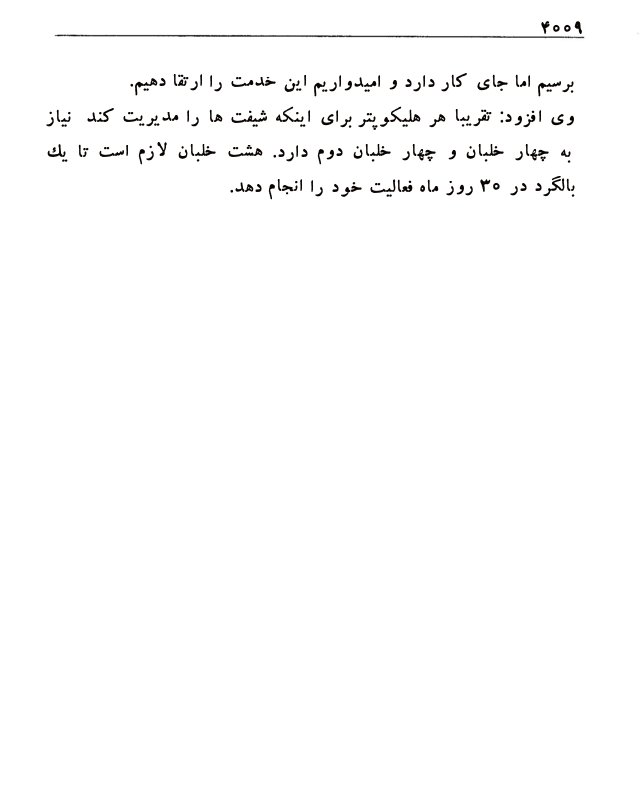 ۴۰۰۹
برسیم اما جای کار دارد و امیدواریم این خدمت را ارتقا دهیم.
وی افزود: تقریبا هر هلیکوپتر برای اینکه شیفت ها را مدیریت کند نیاز
به چهار خلبان و چهار خلبان دوم دارد. هشت خلبان لازم است تا یك
بالگرد در ۳۰ روز ماه فعالیت خود را انجام دهد.